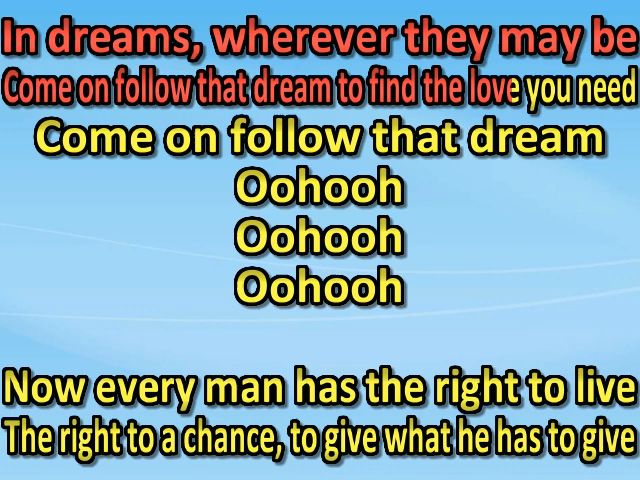 In dreams, wherever they may be
Come on follow that dream to find the love you need
Come on follow that dream
Oohooh
Oohooh
Oohooh
Now every man has the right to live
The right to a chance, to give what he has to give